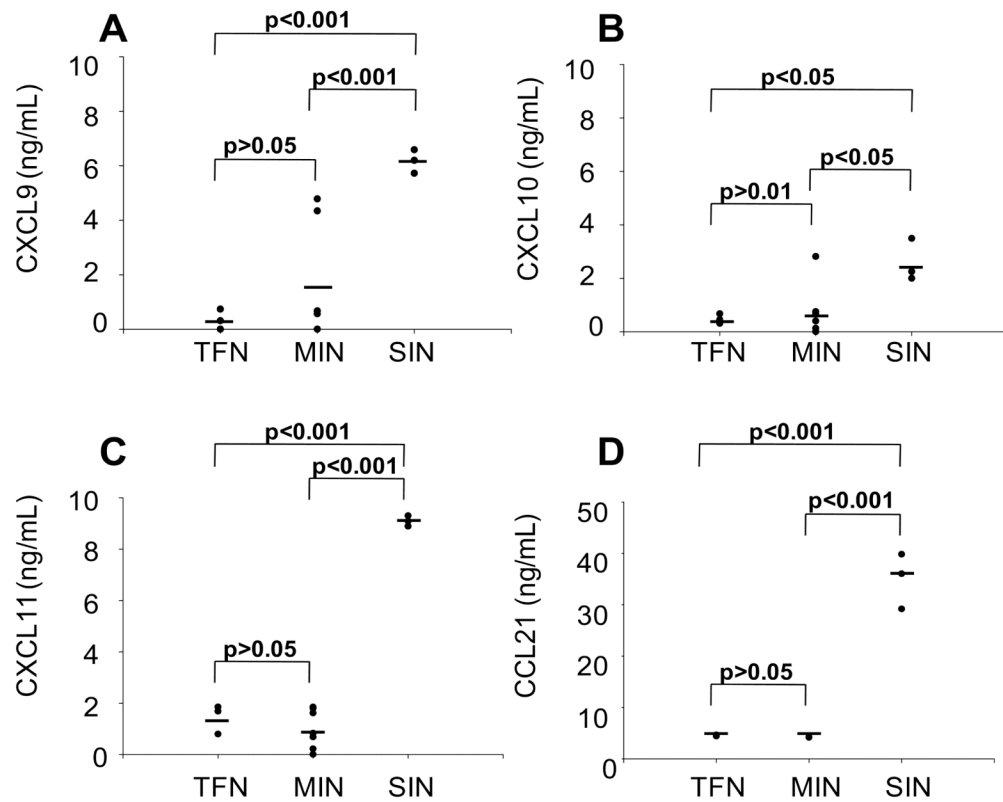 A
p<0.001
p<0.001
p>0.05
CXCL9 (ng/mL)
10
8
6
4
2
0
TFN MIN SIN
B
p<0.05
p<0.05
p>0.01
CXCL10 (ng/mL)
10
8
6
4
2
0
TFN MIN SIN
C
p<0.001
p<0.001
p>0.05
CXCL11 (ng/mL)
10
8
6
4
2
0
TFN MIN SIN
D
p<0.001
p<0.001
p>0.05
CCL21 (ng/mL)
50
40
30
20
10
0
TFN MIN SIN